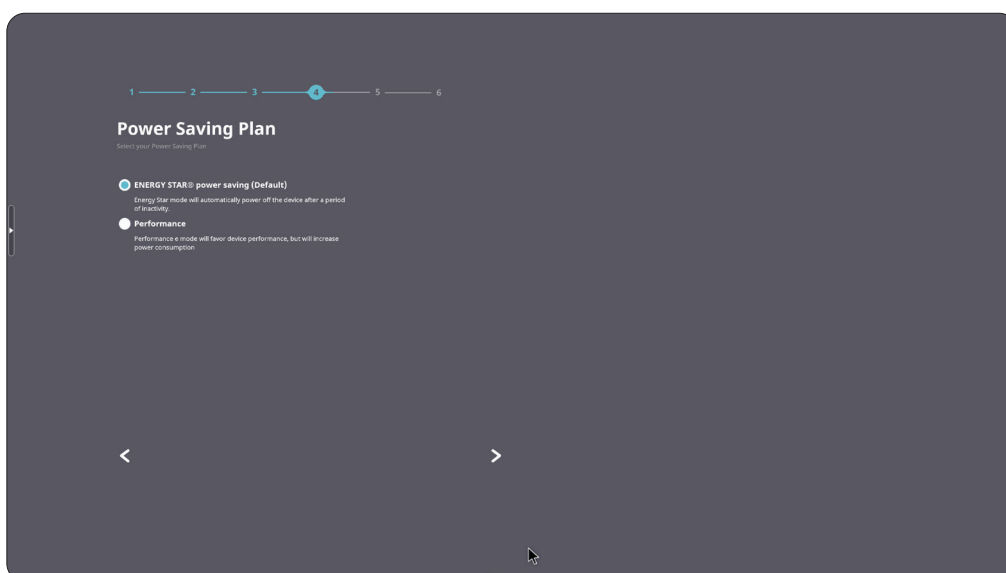 1 2 3 4 5 6
Power Saving Plan
Select your Power Saving Plan
ENERGY STAR® power saving (Default)
Energy Star mode will automatically power off the device after a period
of inactivity.
Performance
Performance e mode will favor device performance, but will increase
power consumption